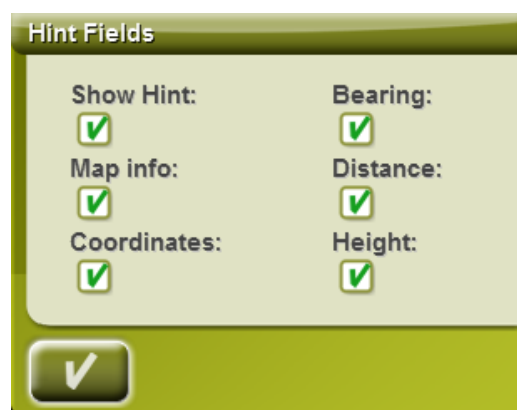 Hint Fields
Show Hint: Bearing:
Map info: Distance:
Coordinates: Height: